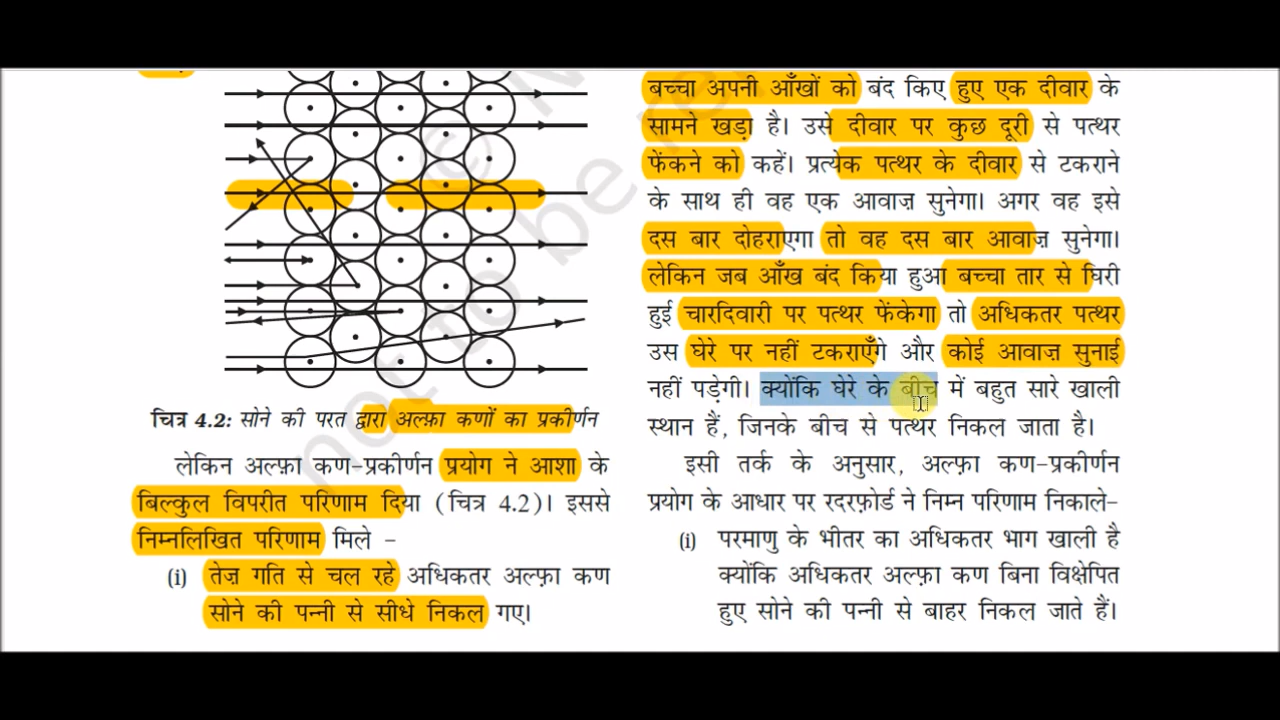 चित्र 4.2: सोने की परत द्वारा अल्फ़ा कणों का प्रकीर्णन
लेकिन अल्फ़ा कण-प्रकीर्णन प्रयोग ने आशा के
बिल्कुल विपरीत परिणाम दिया (चित्र 4.2)। इससे
निम्नलिखित परिणाम मिले –
(i) तेज़ गति से चल रहे अधिकतर अल्फ़ा कण
सोने की पन्नी से सीधे निकल गए।
बच्चा अपनी आँखों को बंद किए हुए एक दीवार के
सामने खड़ा है। उसे दीवार पर कुछ दूरी से पत्थर
फेंकने को कहें। प्रत्येक पत्थर के दीवार से टकराने
के साथ ही वह एक आवाज़ सुनेगा। अगर वह इसे
दस बार दोहराएगा तो वह दस बार आवाज़ सुनेगा।
लेकिन जब आँख बंद किया हुआ बच्चा तार से घिरी
हुई चारदिवारी पर पत्थर फेंकेगा तो अधिकतर पत्थर
उस घेरे पर नहीं टकराएँगे और कोई आवाज़ सुनाई
नहीं पड़ेगी। क्योंकि घेरे के बीच में बहुत सारे खाली
स्थान हैं, जिनके बीच से पत्थर निकल जाता है।
इसी तर्क के अनुसार, अल्फ़ा कण-प्रकीर्णन
प्रयोग के आधार पर रदरफ़ोर्ड ने निम्न परिणाम निकाले–
(i) परमाणु के भीतर का अधिकतर भाग खाली है
क्योंकि अधिकतर अल्फ़ा कण बिना विक्षेपित
हुए सोने की पन्नी से बाहर निकल जाते हैं।
not to be re